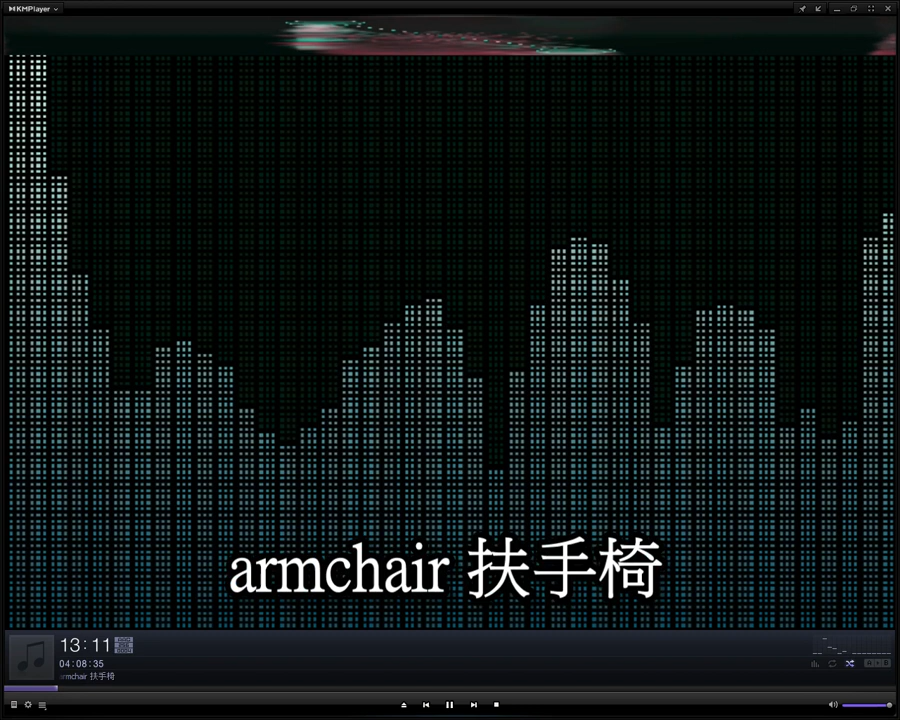 KMPlayer
armchair 扶手椅
13:11
04:08:35
armchair 扶手椅
A B